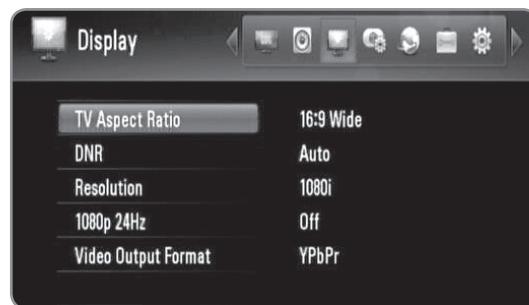 Display
TV Aspect Ratio 16:9 Wide
DNR Auto
Resolution 1080i
1080p 24Hz Off
Video Output Format YPbPr